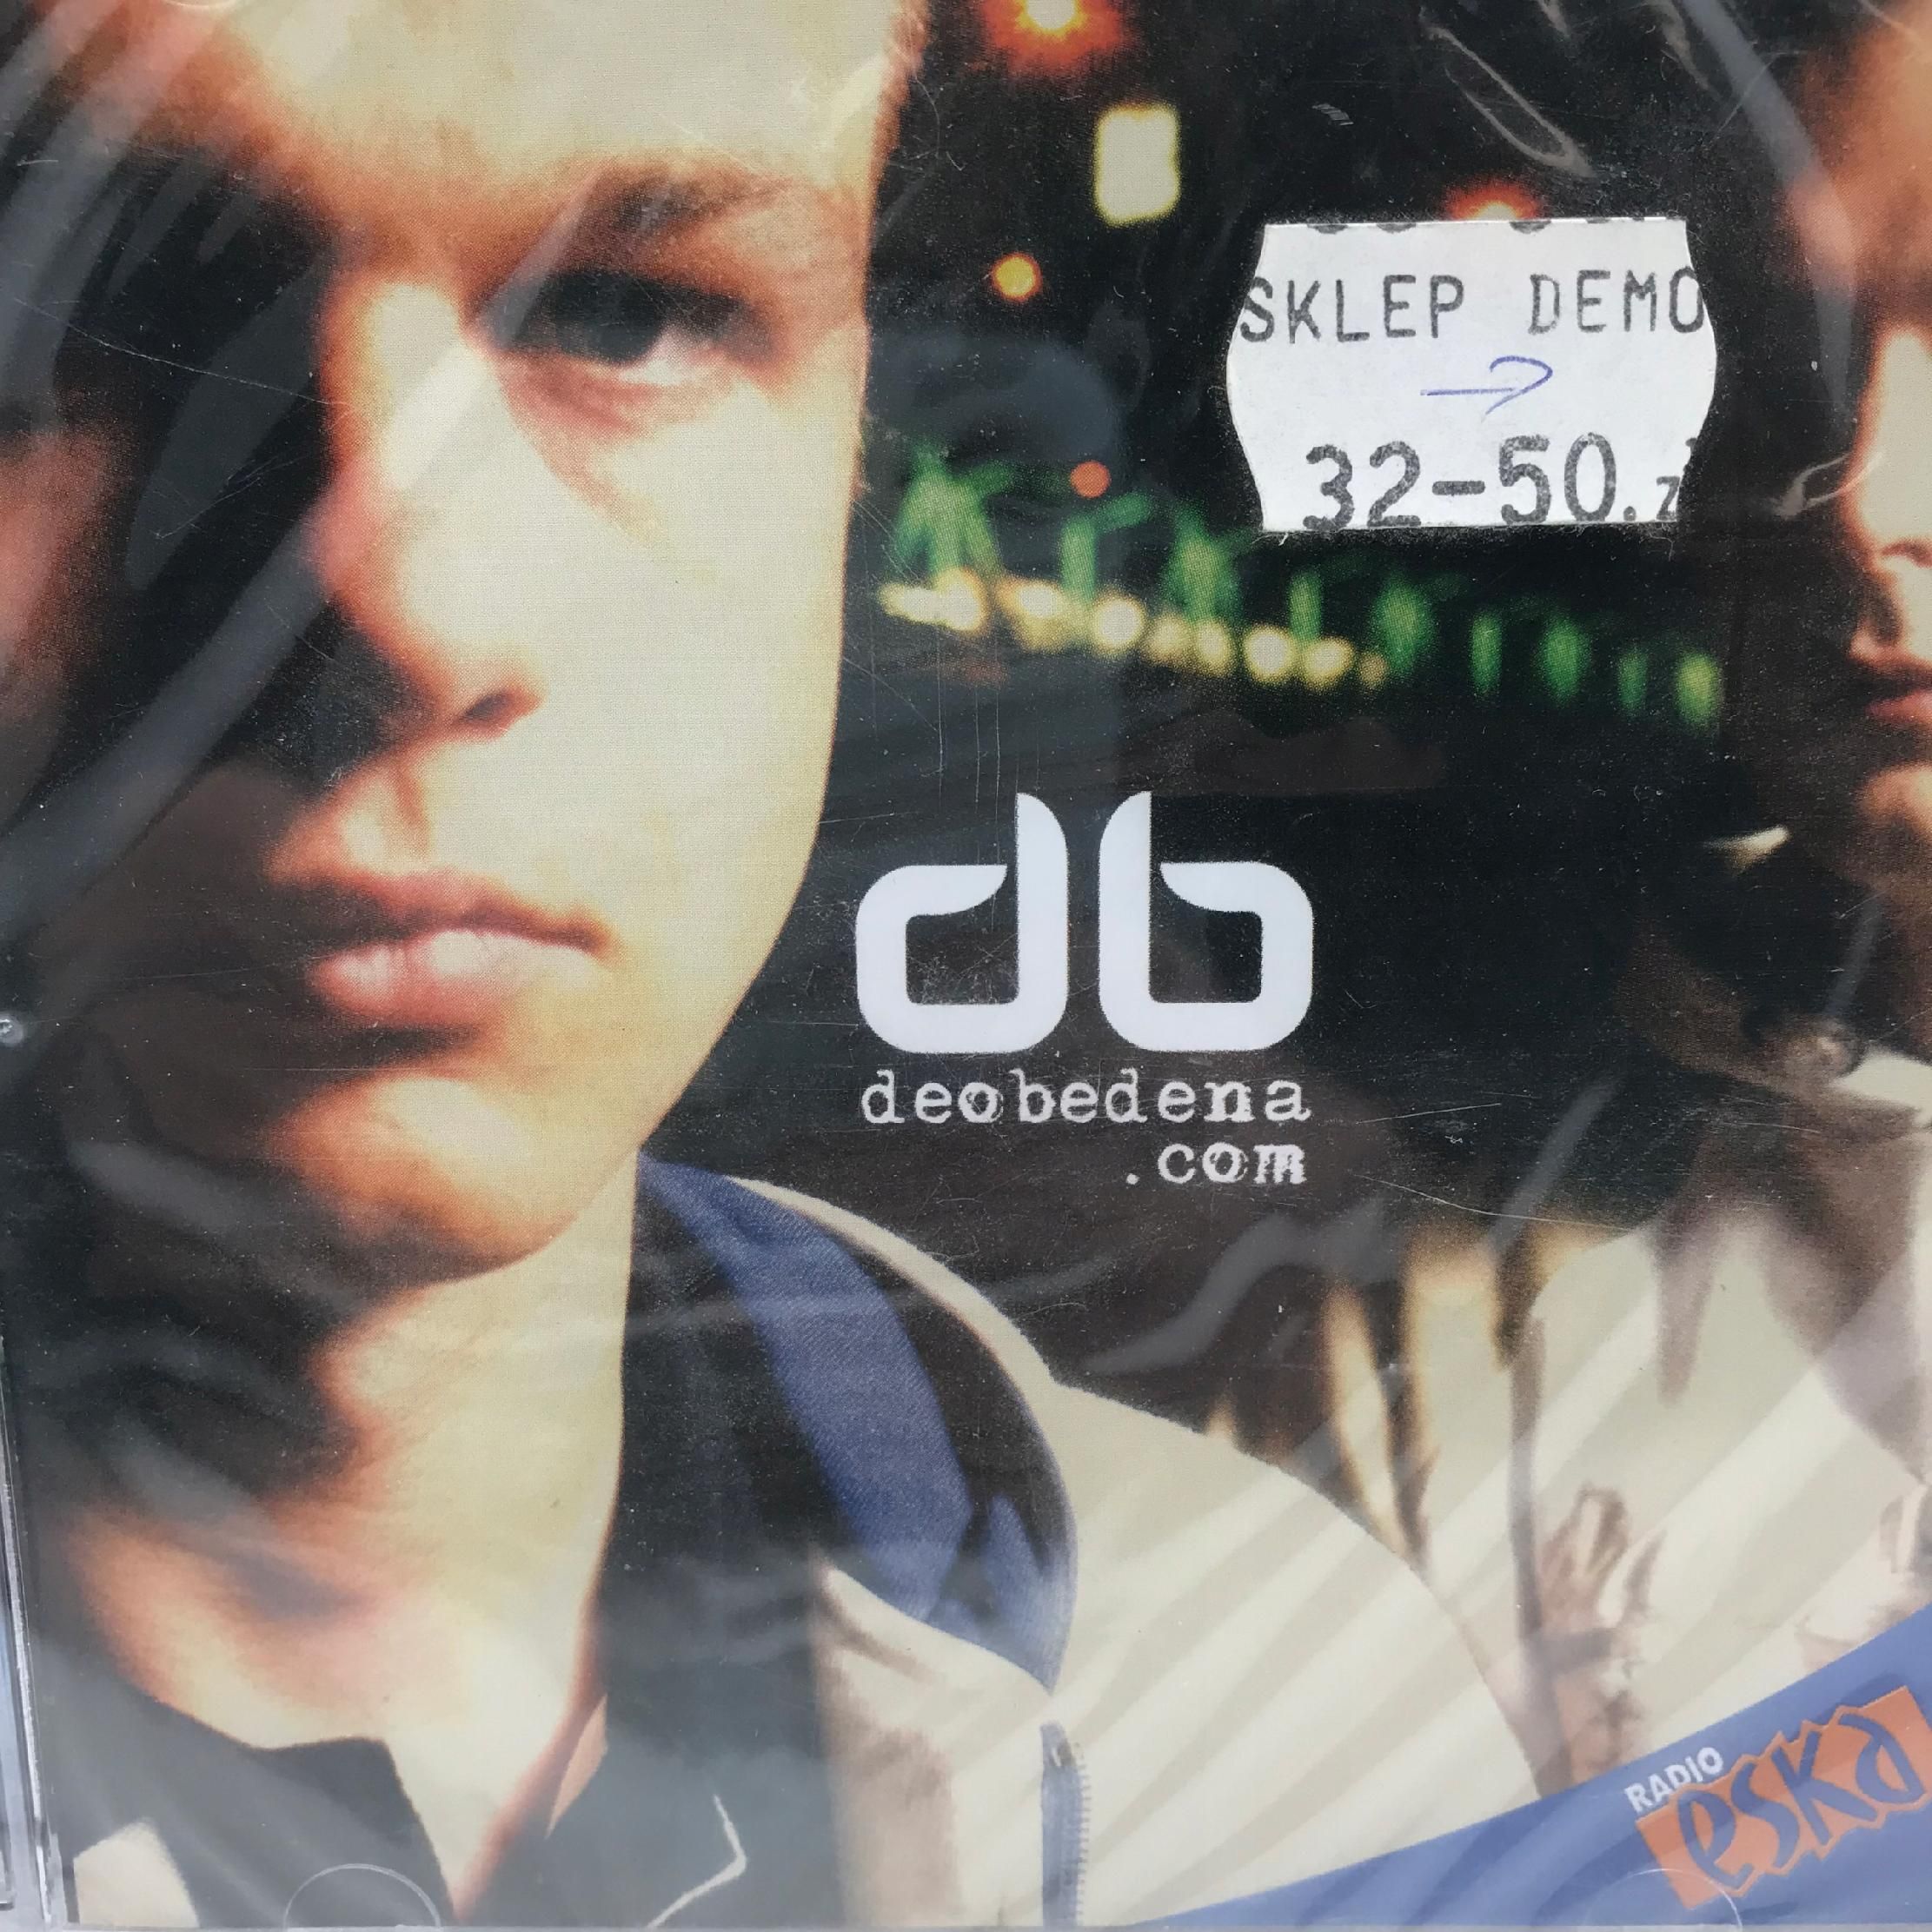 SKLEP DEMO
32-50.z
db
deobedena
.com
RADIO
eska